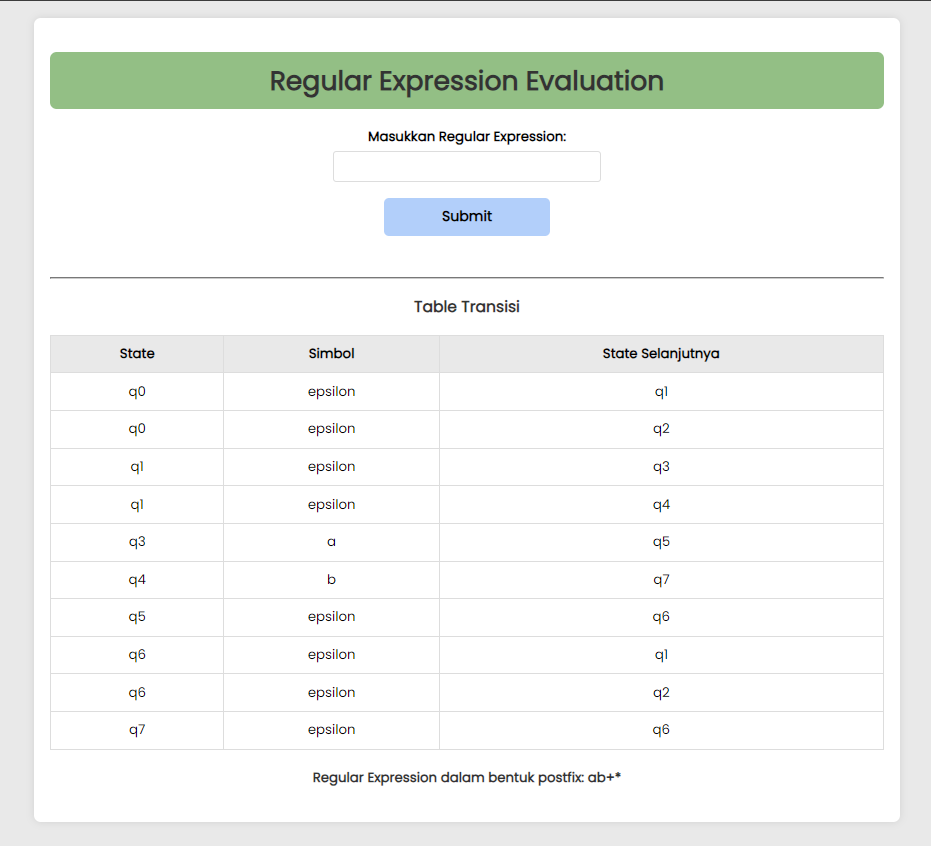 Regular Expression Evaluation
Masukkan Regular Expression:
Submit
Table Transisi
State Simbol State Selanjutnya
q0 epsilon q1
q0 epsilon q2
q1 epsilon q3
q1 epsilon q4
q3 a q5
q4 b q7
q5 epsilon q6
q6 epsilon q1
q6 epsilon q2
q7 epsilon q6
Regular Expression dalam bentuk postfix: ab+*